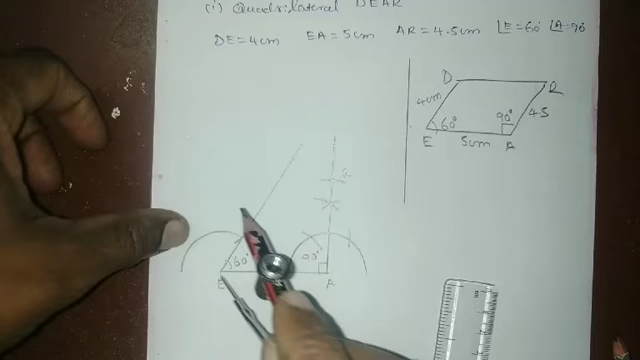 (i) Quadrilateral DEAR
DE=4cm EA=5cm AR=4.5cm ∠E=60° ∠A=90°
D R
4cm 90° 4.5
60°
E 5cm A
60° 90°
E A